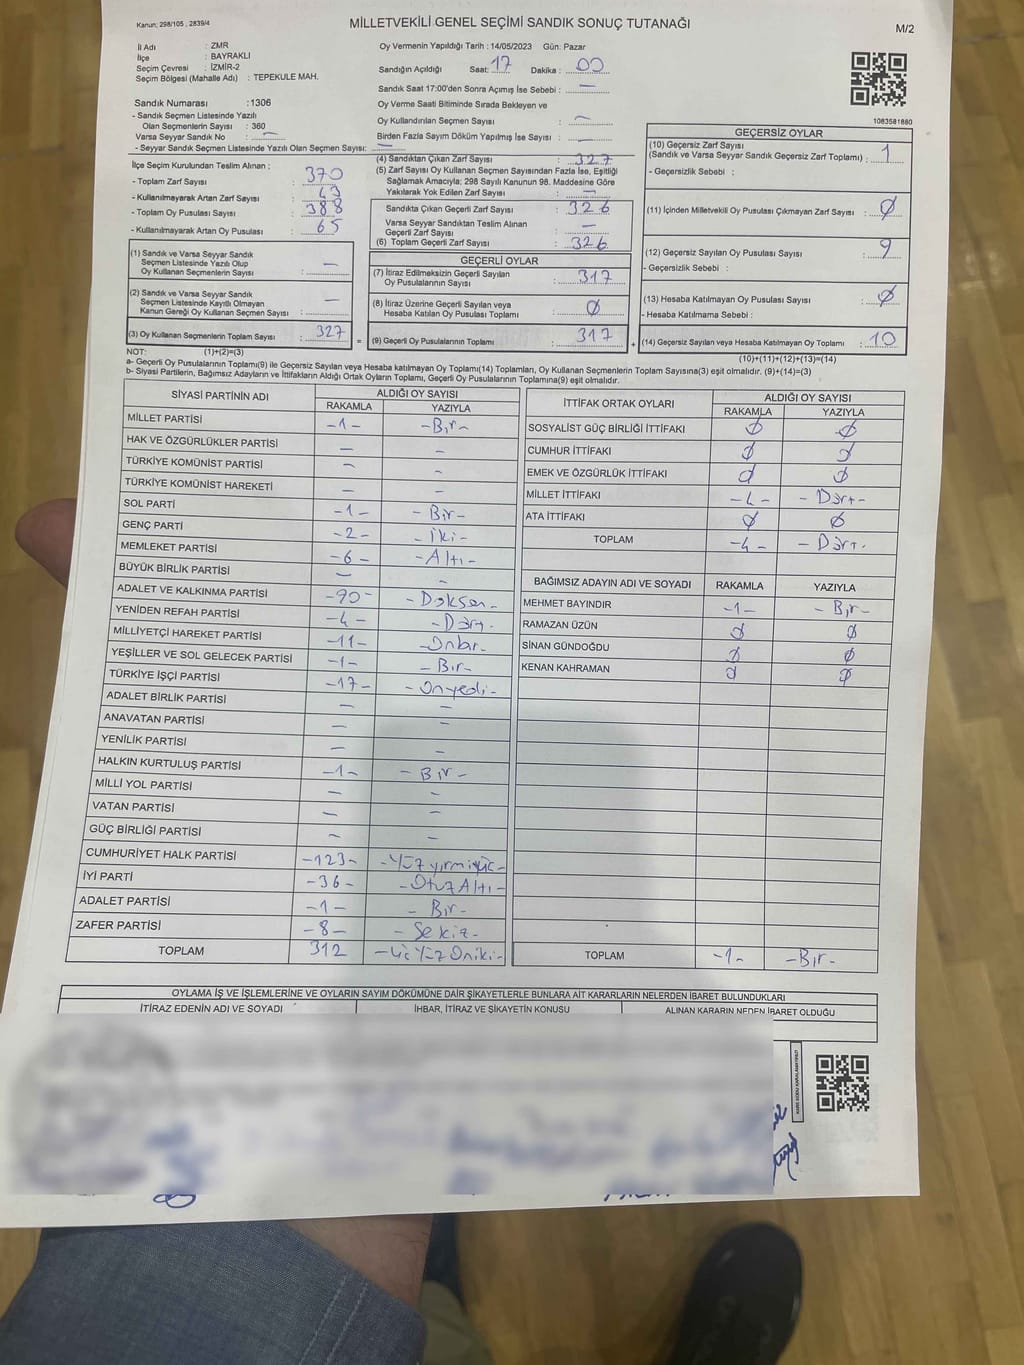 Kanun: 298/105 , 2839/4
MİLLETVEKİLİ GENEL SEÇİMİ SANDIK SONUÇ TUTANAĞI
M/2
İl Adı : ZMR
İlçe : BAYRAKLI
Seçim Çevresi : İZMİR-2
Seçim Bölgesi (Mahalle Adı) : TEPEKULE MAH.
Oy Vermenin Yapıldığı Tarih : 14/05/2023 Gün: Pazar
Sandığın Açıldığı Saat: 17 Dakika : 00
Sandık Saat 17:00'den Sonra Açımış İse Sebebi : —
Oy Verme Saati Bitiminde Sırada Bekleyen ve
Oy Kullandırılan Seçmen Sayısı : —
Birden Fazla Sayım Döküm Yapılmış İse Sayısı : —
1083581880
Sandık Numarası : 1306
- Sandık Seçmen Listesinde Yazılı
Olan Seçmenlerin Sayısı : 360
Varsa Seyyar Sandık No : —
- Seyyar Sandık Seçmen Listesinde Yazılı Olan Seçmen Sayısı: —
İlçe Seçim Kurulundan Teslim Alınan :
- Toplam Zarf Sayısı : 370
- Kullanılmayarak Artan Zarf Sayısı : 43
- Toplam Oy Pusulası Sayısı : 388
- Kullanılmayarak Artan Oy Pusulası : 65
(1) Sandık ve Varsa Seyyar Sandık
Seçmen Listesinde Yazılı Olup
Oy Kullanan Seçmenlerin Sayısı : —
(2) Sandık ve Varsa Seyyar Sandık
Seçmen Listesinde Kayıtlı Olmayan
Kanun Gereği Oy Kullanan Seçmen Sayısı : —
(3) Oy Kullanan Seçmenlerin Toplam Sayısı : 327
(4) Sandıktan Çıkan Zarf Sayısı : 327
(5) Zarf Sayısı Oy Kullanan Seçmen Sayısından Fazla İse, Eşitliği
Sağlamak Amacıyla; 298 Sayılı Kanunun 98. Maddesine Göre
Yakılarak Yok Edilen Zarf Sayısı : —
Sandıkta Çıkan Geçerli Zarf Sayısı : 326
Varsa Seyyar Sandıktan Teslim Alınan
Geçerli Zarf Sayısı : —
(6) Toplam Geçerli Zarf Sayısı : 326
GEÇERLİ OYLAR
(7) İtiraz Edilmeksizin Geçerli Sayılan
Oy Pusulalarının Sayısı : 317
(8) İtiraz Üzerine Geçerli Sayılan veya
Hesaba Katılan Oy Pusulası Toplamı : Ø
= (9) Geçerli Oy Pusulalarının Toplamı : 317 +
GEÇERSİZ OYLAR
(10) Geçersiz Zarf Sayısı
(Sandık ve Varsa Seyyar Sandık Geçersiz Zarf Toplamı) : 1
- Geçersizlik Sebebi :
(11) İçinden Milletvekili Oy Pusulası Çıkmayan Zarf Sayısı : Ø
(12) Geçersiz Sayılan Oy Pusulası Sayısı : 9
- Geçersizlik Sebebi :
(13) Hesaba Katılmayan Oy Pusulası Sayısı : Ø
- Hesaba Katılmama Sebebi :
(14) Geçersiz Sayılan veya Hesaba Katılmayan Oy Toplamı : 10
NOT: (1)+(2)=(3)
(10)+(11)+(12)+(13)=(14)
a- Geçerli Oy Pusulalarının Toplamı(9) ile Geçersiz Sayılan veya Hesaba katılmayan Oy Toplamı(14) Toplamları, Oy Kullanan Seçmenlerin Toplam Sayısına(3) eşit olmalıdır. (9)+(14)=(3)
b- Siyasi Partilerin, Bağımsız Adayların ve İttifakların Aldığı Ortak Oyların Toplamı, Geçerli Oy Pusulalarının Toplamına(9) eşit olmalıdır.
SİYASİ PARTİNİN ADI ALDIĞI OY SAYISI
RAKAMLA YAZIYLA
MİLLET PARTİSİ -1- -Bir-
HAK VE ÖZGÜRLÜKLER PARTİSİ — —
TÜRKİYE KOMÜNİST PARTİSİ — —
TÜRKİYE KOMÜNİST HAREKETİ — —
SOL PARTİ -1- -Bir-
GENÇ PARTİ -2- -İki-
MEMLEKET PARTİSİ -6- -Altı-
BÜYÜK BİRLİK PARTİSİ — —
ADALET VE KALKINMA PARTİSİ -90- -Doksan-
YENİDEN REFAH PARTİSİ -4- -Dört-
MİLLİYETÇİ HAREKET PARTİSİ -11- -Onbir-
YEŞİLLER VE SOL GELECEK PARTİSİ -1- -Bir-
TÜRKİYE İŞÇİ PARTİSİ -17- -Onyedi-
ADALET BİRLİK PARTİSİ — —
ANAVATAN PARTİSİ — —
YENİLİK PARTİSİ — —
HALKIN KURTULUŞ PARTİSİ -1- -Bir-
MİLLİ YOL PARTİSİ — —
VATAN PARTİSİ — —
GÜÇ BİRLİĞİ PARTİSİ — —
CUMHURİYET HALK PARTİSİ -123- -Yüz yirmiüç-
İYİ PARTİ -36- -Otuz Altı-
ADALET PARTİSİ -1- -Bir-
ZAFER PARTİSİ -8- -Sekiz-
TOPLAM 312 -Üç Yüz Oniki-
İTTİFAK ORTAK OYLARI ALDIĞI OY SAYISI
RAKAMLA YAZIYLA
SOSYALİST GÜÇ BİRLİĞİ İTTİFAKI Ø Ø
CUMHUR İTTİFAKI Ø Ø
EMEK VE ÖZGÜRLÜK İTTİFAKI Ø Ø
MİLLET İTTİFAKI -4- -Dört-
ATA İTTİFAKI Ø Ø
TOPLAM -4- -Dört-
BAĞIMSIZ ADAYIN ADI VE SOYADI RAKAMLA YAZIYLA
MEHMET BAYINDIR -1- -Bir-
RAMAZAN ÜZÜN Ø Ø
SİNAN GÜNDOĞDU Ø Ø
KENAN KAHRAMAN Ø Ø
TOPLAM -1- -Bir-
OYLAMA İŞ VE İŞLEMLERİNE VE OYLARIN SAYIM DÖKÜMÜNE DAİR ŞİKAYETLERLE BUNLARA AİT KARARLARIN NELERDEN İBARET BULUNDUKLARI
İTİRAZ EDENİN ADI VE SOYADI İHBAR, İTİRAZ VE ŞİKAYETİN KONUSU ALINAN KARARIN NEDEN İBARET OLDUĞU